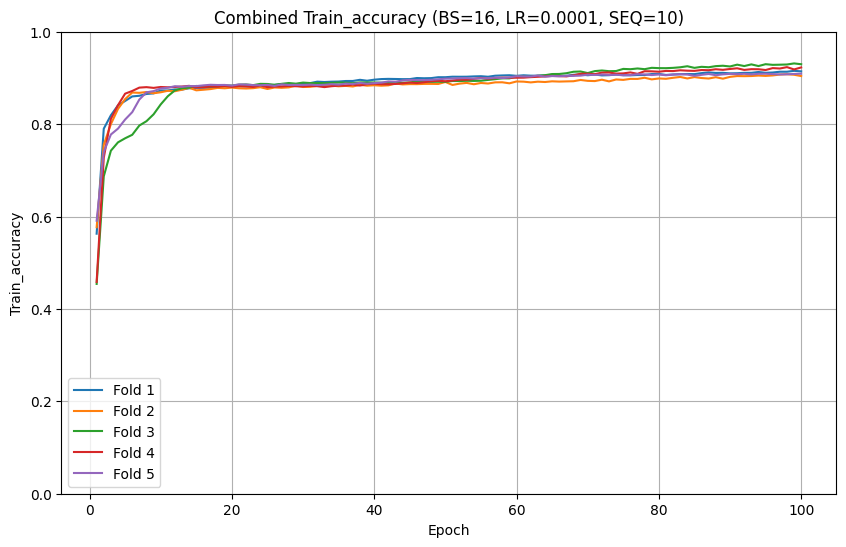 Combined Train_accuracy (BS=16, LR=0.0001, SEQ=10)
1.0
0.8
0.6
0.4
0.2
0.0
Train_accuracy
Fold 1
Fold 2
Fold 3
Fold 4
Fold 5
0 20 40 60 80 100
Epoch